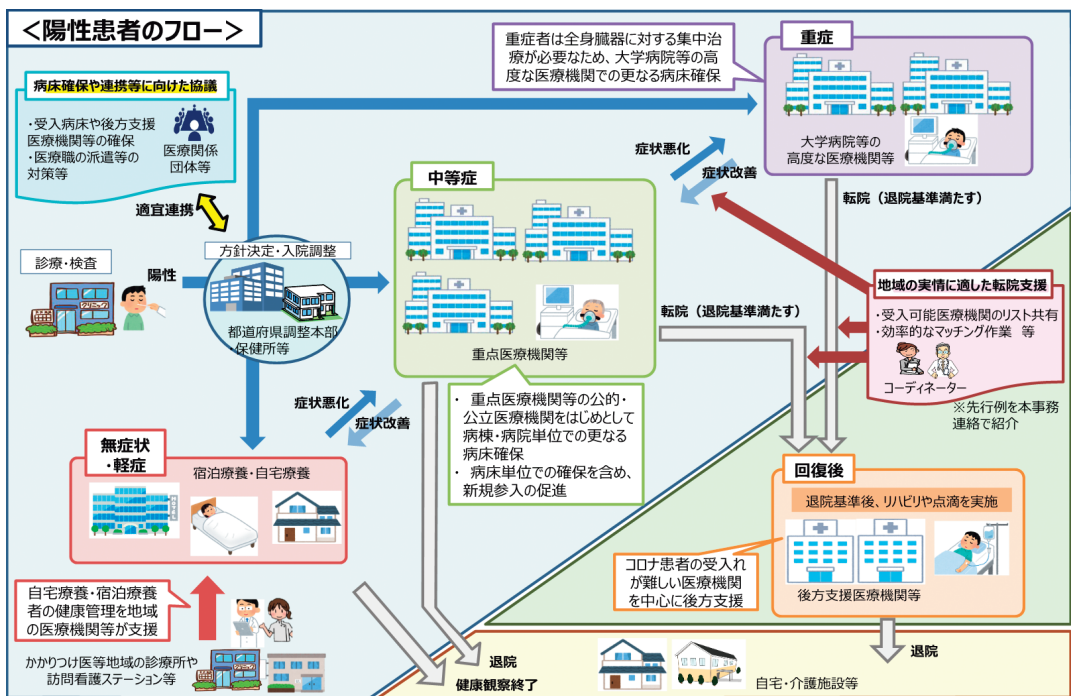 <陽性患者のフロー>
病床確保や連携等に向けた協議
・受入病床や後方支援
医療機関等の確保
・医療職の派遣等の
対策等
医療関係
団体等
適宜連携
診療・検査
陽性
方針決定・入院調整
都道府県調整本部
・保健所等
重症者は全身臓器に対する集中治
療が必要なため、大学病院等の高
度な医療機関での更なる病床確保
重症
大学病院等の
高度な医療機関等
症状悪化
症状改善
転院（退院基準満たす）
中等症
重点医療機関等
転院（退院基準満たす）
地域の実情に適した転院支援
・受入可能医療機関のリスト共有
・効率的なマッチング作業 等
コーディネーター
※先行例を本事務
連絡で紹介
・ 重点医療機関等の公的・
公立医療機関をはじめとして
病棟・病院単位での更なる
病床確保
・ 病床単位での確保を含め、
新規参入の促進
症状悪化
症状改善
無症状
・軽症
宿泊療養・自宅療養
回復後
退院基準後、リハビリや点滴を実施
後方支援医療機関等
コロナ患者の受入れ
が難しい医療機関
を中心に後方支援
自宅療養・宿泊療養
者の健康管理を地域
の医療機関等が支援
かかりつけ医等地域の診療所や
訪問看護ステーション等
退院
健康観察終了
自宅・介護施設等
退院